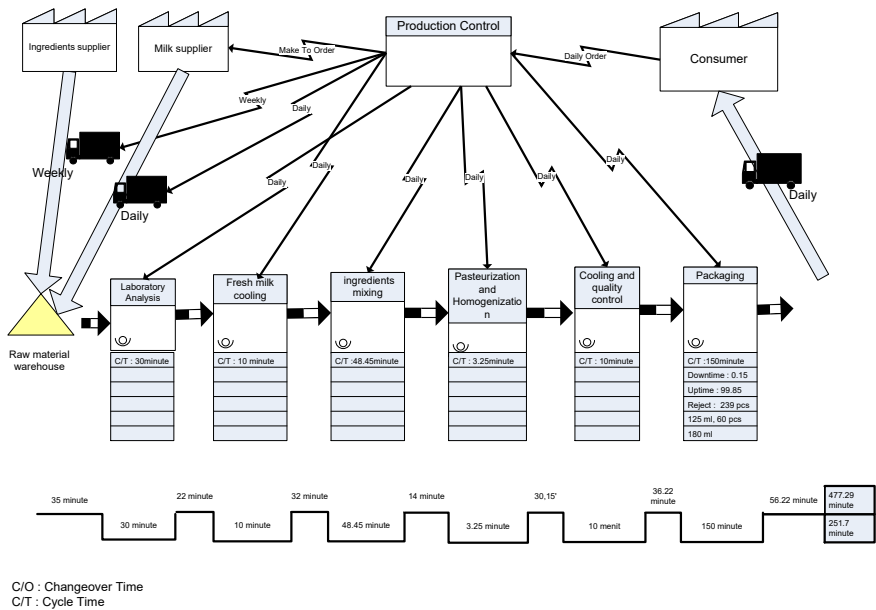 Ingredients supplier
Milk supplier
Production Control
Consumer
Make To Order
Daily Order
Weekly
Daily
Weekly
Daily
Daily
Daily
Daily
Daily
Daily
Daily
Daily
Raw material
warehouse
Laboratory
Analysis
C/T : 30minute
Fresh milk
cooling
C/T : 10 minute
ingredients
mixing
C/T :48.45minute
Pasteurization
and
Homogenizatio
n
C/T : 3.25minute
Cooling and
quality
control
C/T : 10minute
Packaging
C/T :150minute
Downtime : 0.15
Uptime : 99.85
Reject : 239 pcs
125 ml, 60 pcs
180 ml
35 minute
30 minute
22 minute
10 minute
32 minute
48.45 minute
14 minute
3.25 minute
30,15'
10 menit
36.22
minute
150 minute
56.22 minute
477.29
minute
251.7
minute
C/O : Changeover Time
C/T : Cycle Time